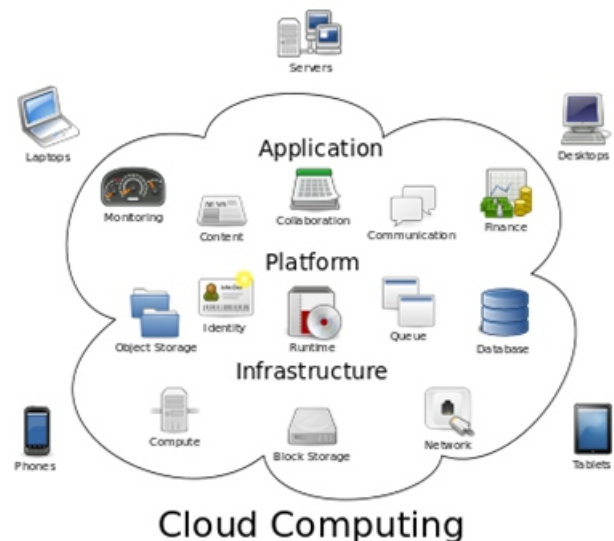 Servers
Laptops
Desktops
Application
Monitoring
Content
Collaboration
Communication
Finance
Platform
Object Storage
Identity
Runtime
Queue
Database
Infrastructure
Compute
Block Storage
Network
Phones
Tablets
Cloud Computing